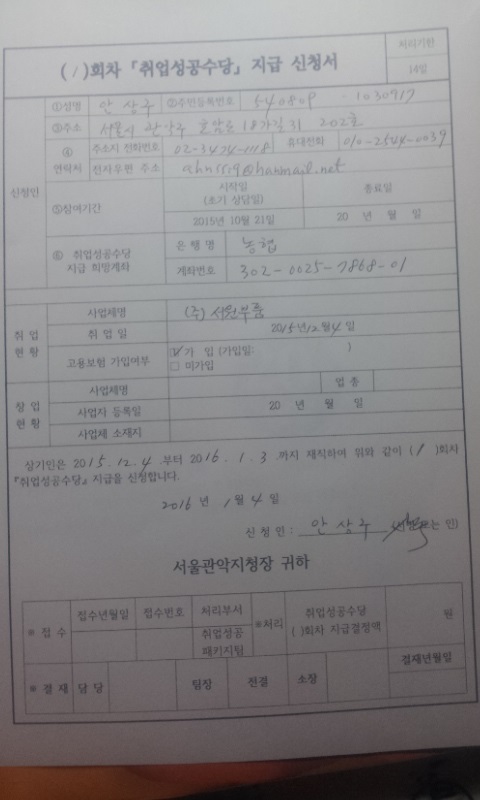 처리기한
( 1 )회차 『취업성공수당』 지급 신청서
14일
신청인
①성명 안상구 ②주민등록번호 540809 - 1030917
③주소 서울시 관악구 호암로 18가길 31 202호
④ 연락처 주소지 전화번호 02-3474-1118 휴대전화 010-2544-0039
전자우편 주소 @hanmail.net
⑤참여기간 시작일 (초기 상담일) 종료일
2015년 10월 21일 20 년 월 일
⑥ 취업성공수당 지급 희망계좌 은행명 농협
계좌번호 302-0025-7868-01
취업 현황
사업체명 (주)
취업일 2015년 12월 4일
고용보험 가입여부 ☑ 가 입 (가입일: )
□ 미가입
창업 현황
사업체명 업종
사업자 등록일 20 년 월 일
사업체 소재지
상기인은 2015. 12. 4 부터 2016. 1. 3 까지 재직하며 위와 같이 ( 1 )회차
『취업성공수당』 지급을 신청합니다.
2016 년 1 월 4 일
신청인 : 안상구 (서명 또는 인)
서울관악지청장 귀하
※ 접수 접수년월일 접수번호 처리부서 ※처리 취업성공수당 ( )회차 지급결정액 원
취업성공 패키지팀
결재년월일
※ 결재 담당 팀장 전결 소장